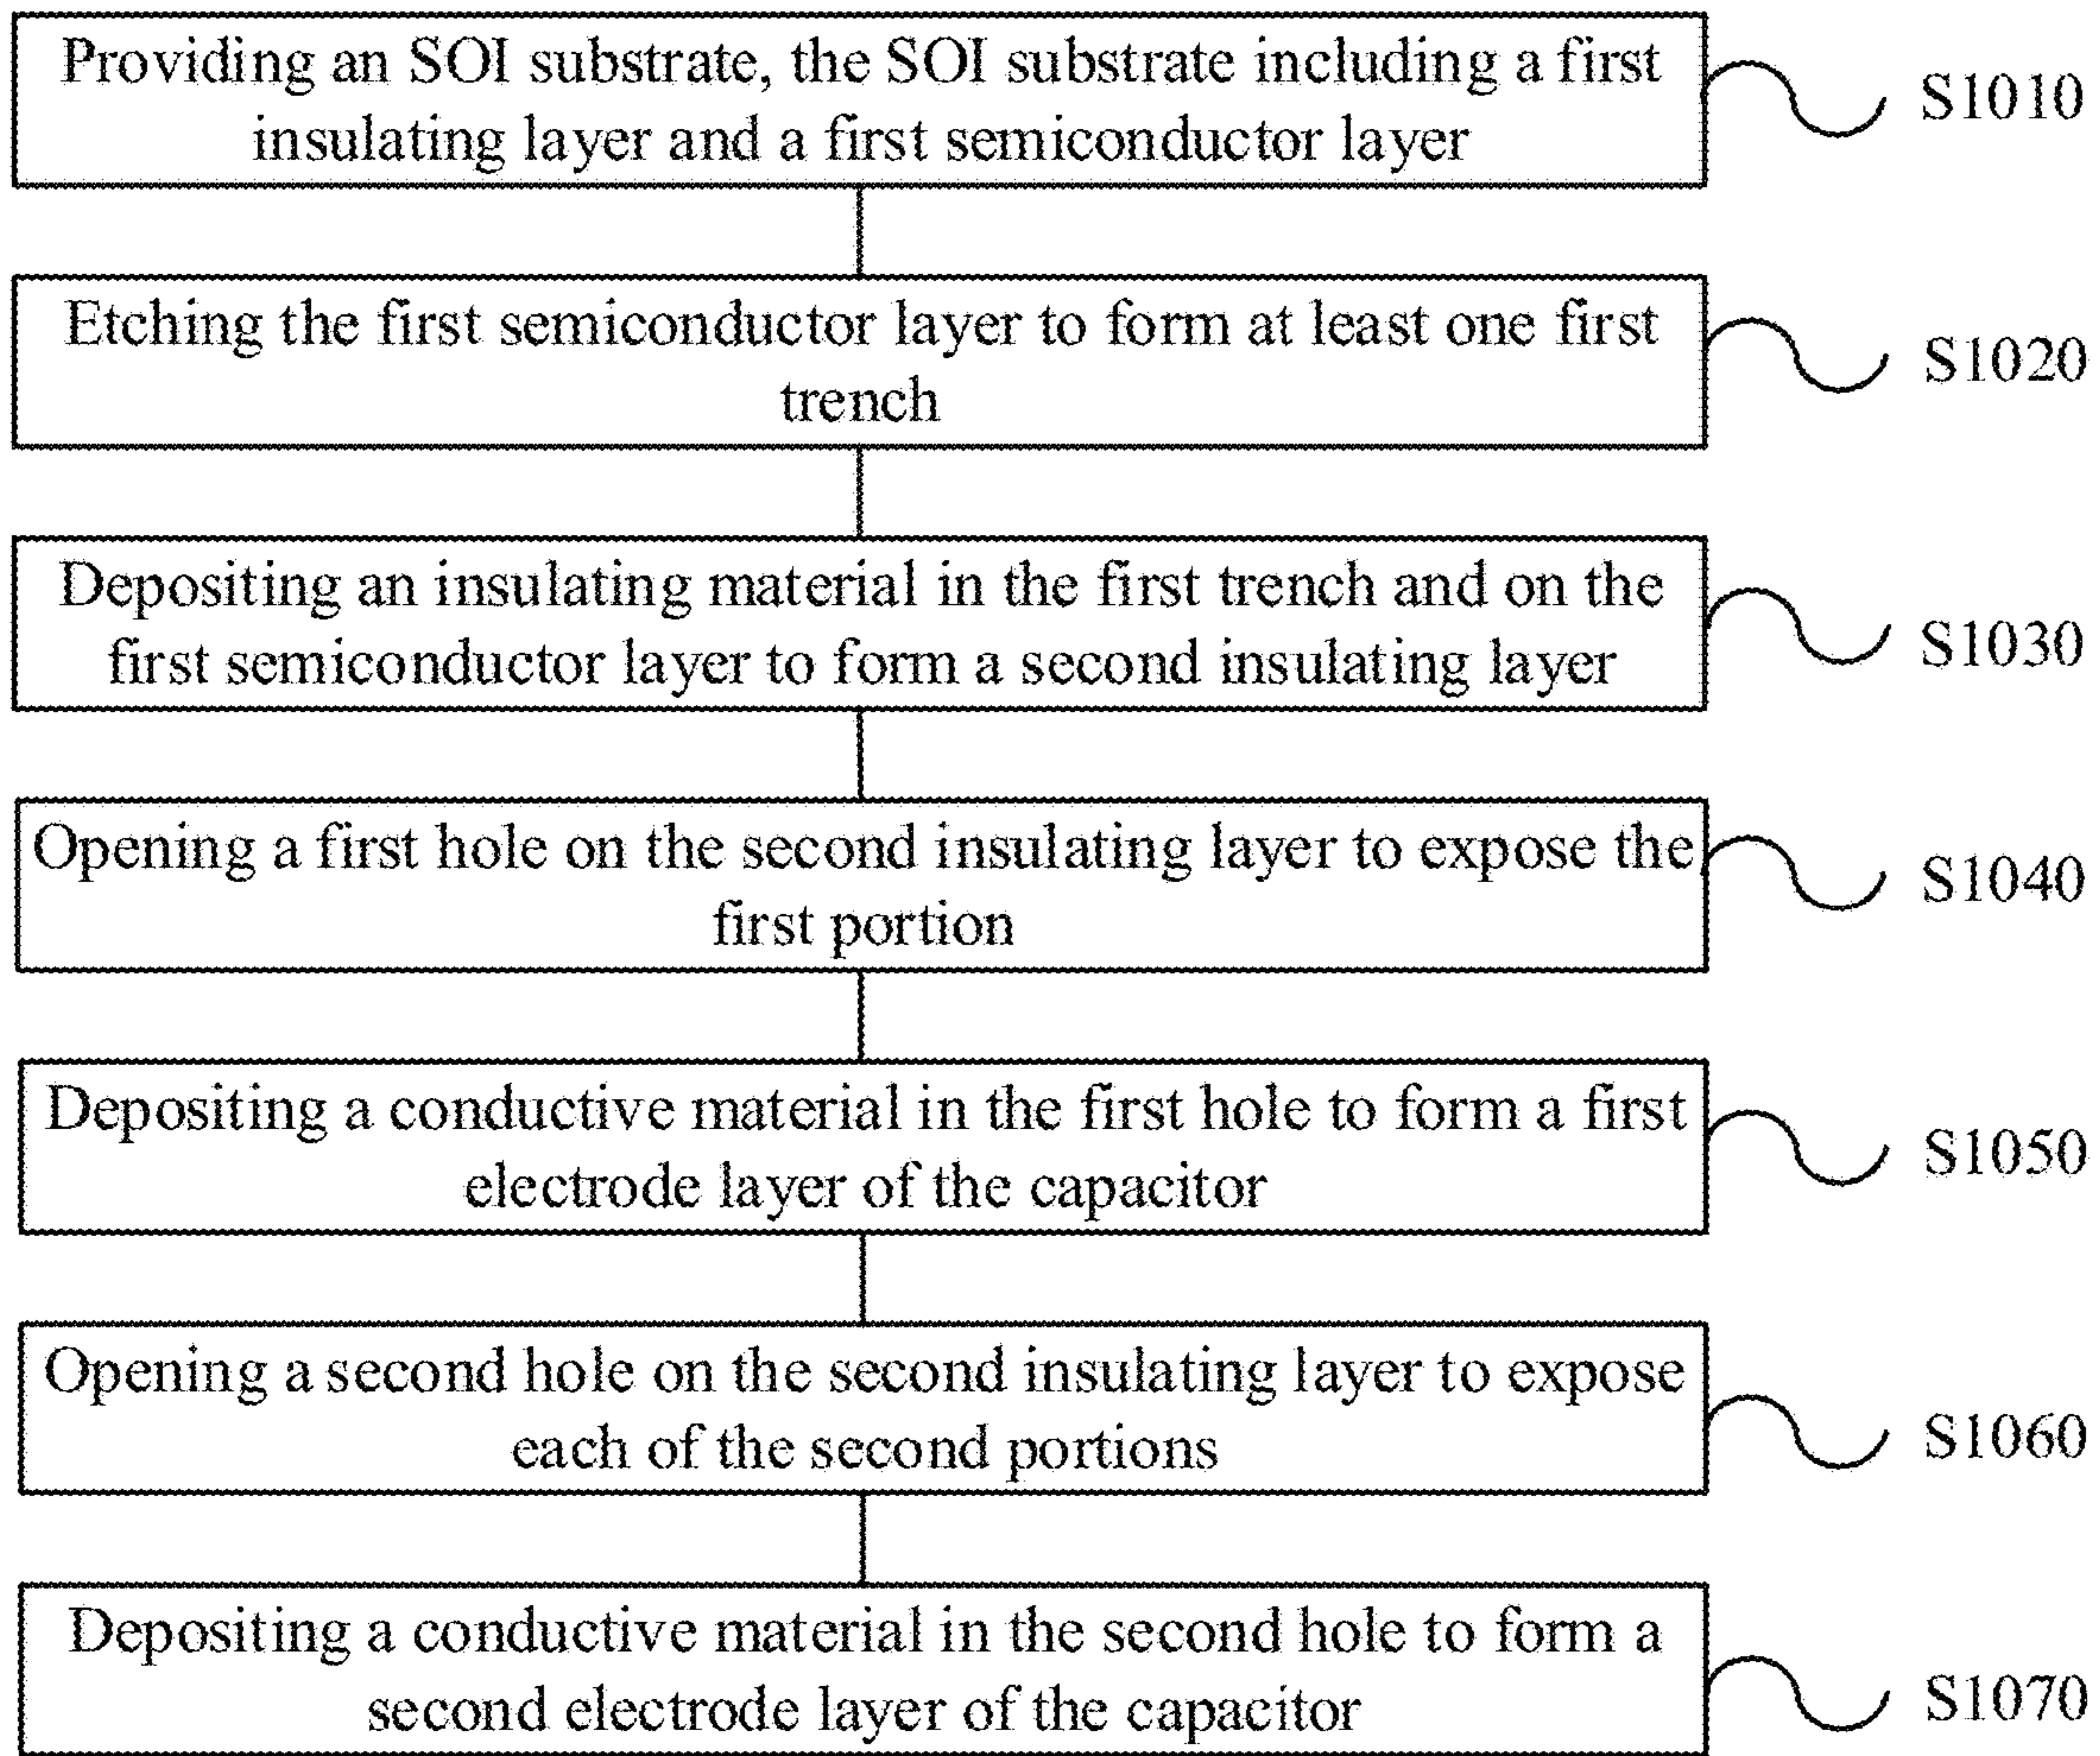 Providing an SOI substrate, the SOI substrate including a first
insulating layer and a first semiconductor layer
S1010
Etching the first semiconductor layer to form at least one first
trench
S1020
Depositing an insulating material in the first trench and on the
first semiconductor layer to form a second insulating layer
S1030
Opening a first hole on the second insulating layer to expose the
first portion
S1040
Depositing a conductive material in the first hole to form a first
electrode layer of the capacitor
S1050
Opening a second hole on the second insulating layer to expose
each of the second portions
S1060
Depositing a conductive material in the second hole to form a
second electrode layer of the capacitor
S1070